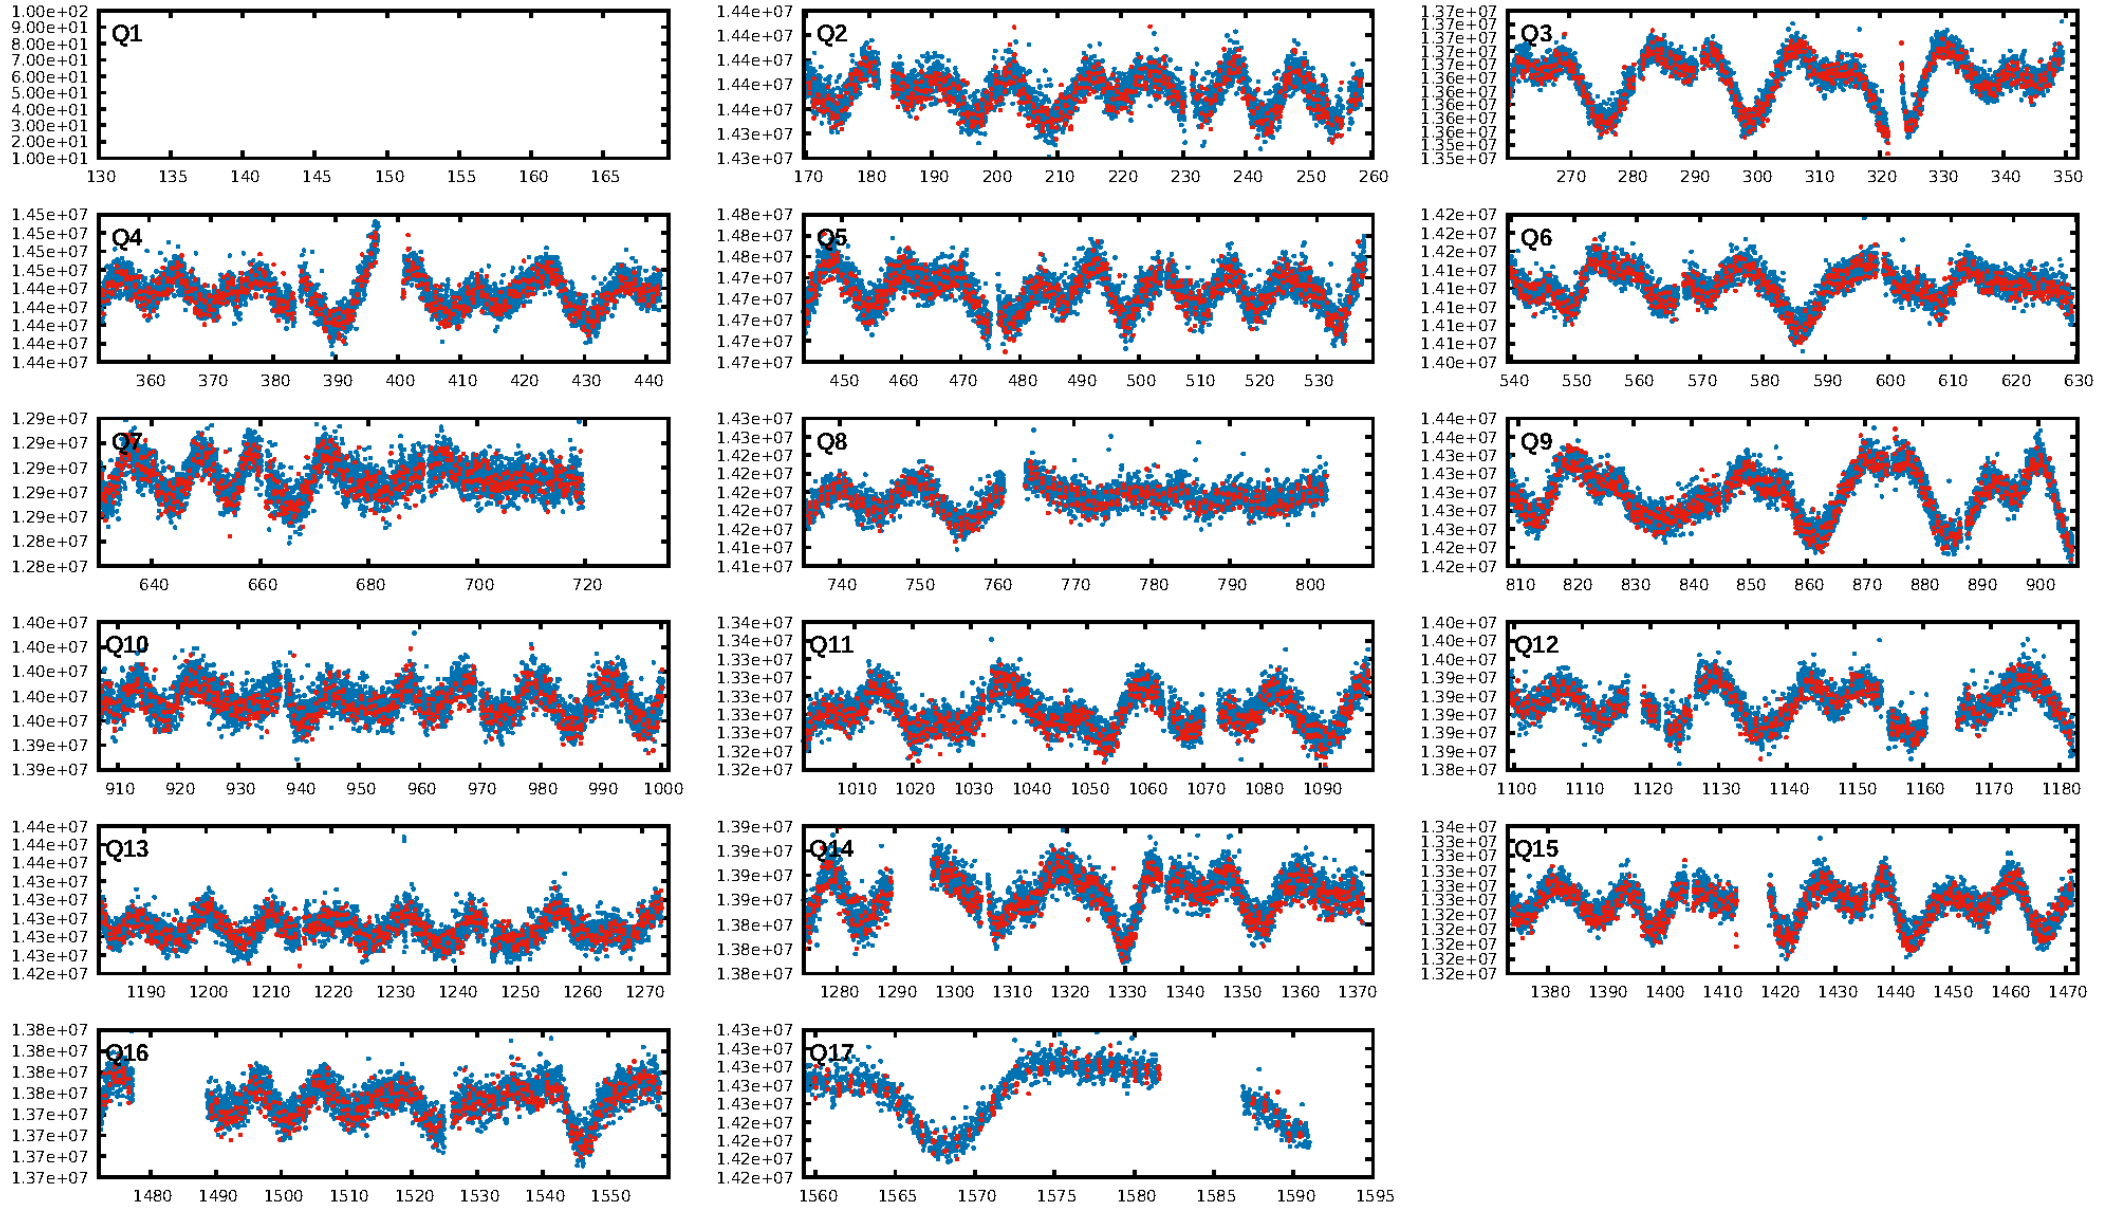 1.00e+02 9.00e+01 8.00e+01 7.00e+01 6.00e+01 5.00e+01 4.00e+01 3.00e+01 2.00e+01 1.00e+01
Q1
130 135 140 145 150 155 160 165
1.44e+07 1.44e+07 1.44e+07 1.44e+07 1.44e+07 1.43e+07 1.43e+07
Q2
170 180 190 200 210 220 230 240 250 260
1.37e+07 1.37e+07 1.37e+07 1.37e+07 1.37e+07 1.36e+07 1.36e+07 1.36e+07 1.36e+07 1.36e+07 1.35e+07 1.35e+07
Q3
270 280 290 300 310 320 330 340 350
1.45e+07 1.45e+07 1.45e+07 1.45e+07 1.44e+07 1.44e+07 1.44e+07 1.44e+07 1.44e+07
Q4
360 370 380 390 400 410 420 430 440
1.48e+07 1.48e+07 1.48e+07 1.47e+07 1.47e+07 1.47e+07 1.47e+07 1.47e+07
Q5
450 460 470 480 490 500 510 520 530
1.42e+07 1.42e+07 1.42e+07 1.41e+07 1.41e+07 1.41e+07 1.41e+07 1.41e+07 1.40e+07
Q6
540 550 560 570 580 590 600 610 620 630
1.29e+07 1.29e+07 1.29e+07 1.29e+07 1.29e+07 1.28e+07 1.28e+07
Q7
640 660 680 700 720
1.43e+07 1.43e+07 1.42e+07 1.42e+07 1.42e+07 1.42e+07 1.42e+07 1.41e+07 1.41e+07
Q8
740 750 760 770 780 790 800
1.44e+07 1.44e+07 1.43e+07 1.43e+07 1.43e+07 1.43e+07 1.43e+07 1.42e+07 1.42e+07
Q9
810 820 830 840 850 860 870 880 890 900
1.40e+07 1.40e+07 1.40e+07 1.40e+07 1.40e+07 1.39e+07 1.39e+07
Q10
910 920 930 940 950 960 970 980 990 1000
1.34e+07 1.34e+07 1.33e+07 1.33e+07 1.33e+07 1.33e+07 1.33e+07 1.32e+07 1.32e+07
Q11
1010 1020 1030 1040 1050 1060 1070 1080 1090
1.40e+07 1.40e+07 1.40e+07 1.39e+07 1.39e+07 1.39e+07 1.39e+07 1.39e+07 1.38e+07
Q12
1100 1110 1120 1130 1140 1150 1160 1170 1180
1.44e+07 1.44e+07 1.44e+07 1.43e+07 1.43e+07 1.43e+07 1.43e+07 1.43e+07 1.42e+07
Q13
1190 1200 1210 1220 1230 1240 1250 1260 1270
1.39e+07 1.39e+07 1.39e+07 1.39e+07 1.38e+07 1.38e+07 1.38e+07
Q14
1280 1290 1300 1310 1320 1330 1340 1350 1360 1370
1.34e+07 1.33e+07 1.33e+07 1.33e+07 1.33e+07 1.33e+07 1.32e+07 1.32e+07 1.32e+07 1.32e+07 1.32e+07
Q15
1380 1390 1400 1410 1420 1430 1440 1450 1460 1470
1.38e+07 1.38e+07 1.38e+07 1.38e+07 1.37e+07 1.37e+07 1.37e+07 1.37e+07
Q16
1480 1490 1500 1510 1520 1530 1540 1550
1.43e+07 1.43e+07 1.43e+07 1.43e+07 1.43e+07 1.42e+07 1.42e+07 1.42e+07 1.42e+07
Q17
1560 1565 1570 1575 1580 1585 1590 1595